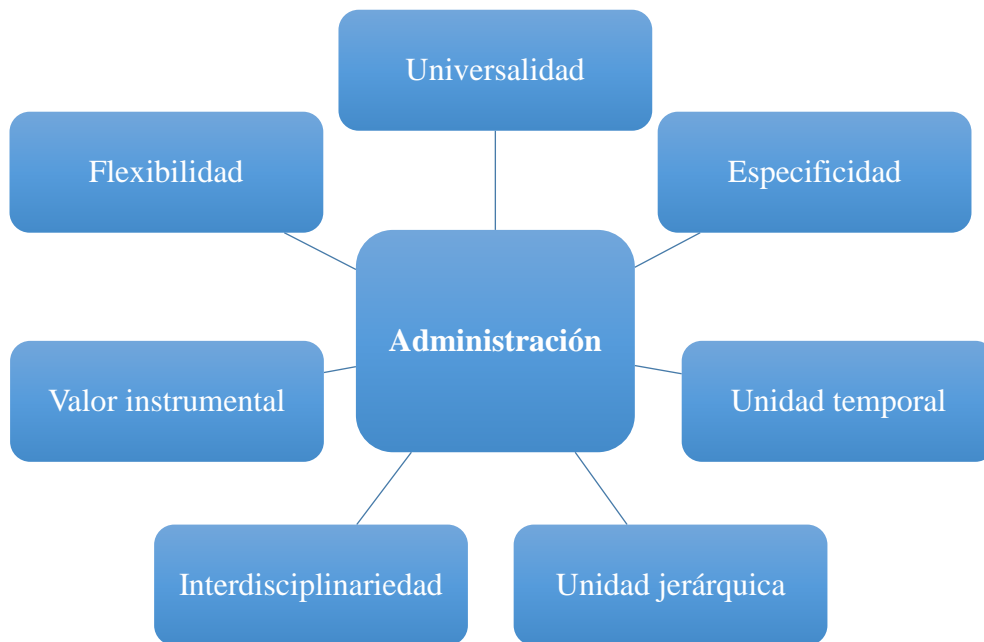 Universalidad
Flexibilidad
Especificidad
Administración
Valor instrumental
Unidad temporal
Interdisciplinariedad
Unidad jerárquica